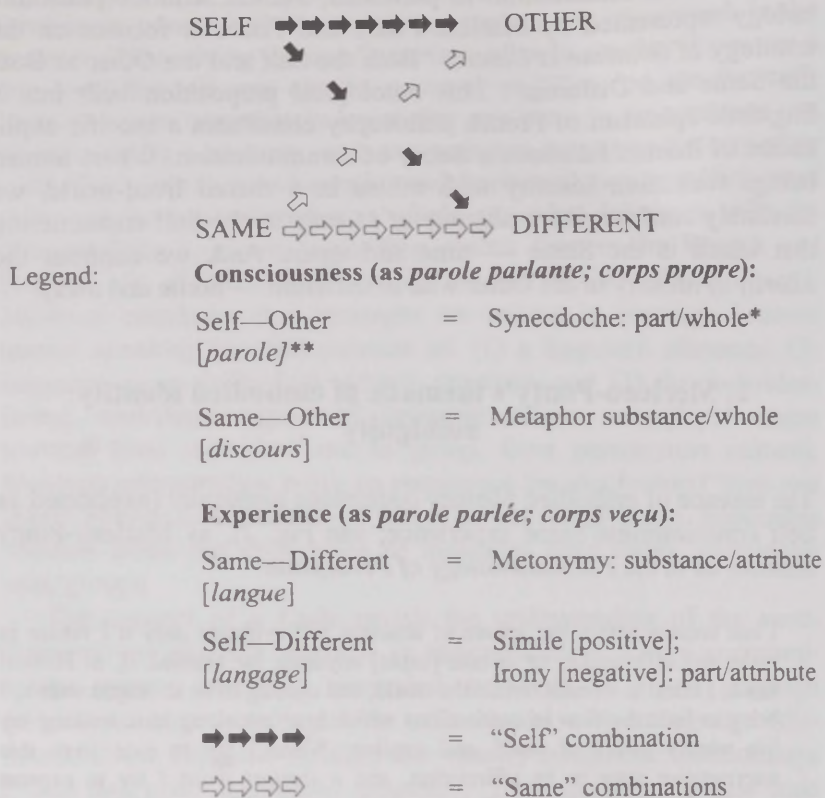 SELF OTHER
SAME DIFFERENT
Legend: Consciousness (as parole parlante; corps propre):
Self—Other = Synecdoche: part/whole*
[parole]**
Same—Other = Metaphor substance/whole
[discours]
Experience (as parole parlée; corps veçu):
Same—Different = Metonymy: substance/attribute
[langue]
Self—Different = Simile [positive];
[langage] Irony [negative]: part/attribute
= “Self” combination
= “Same” combinations